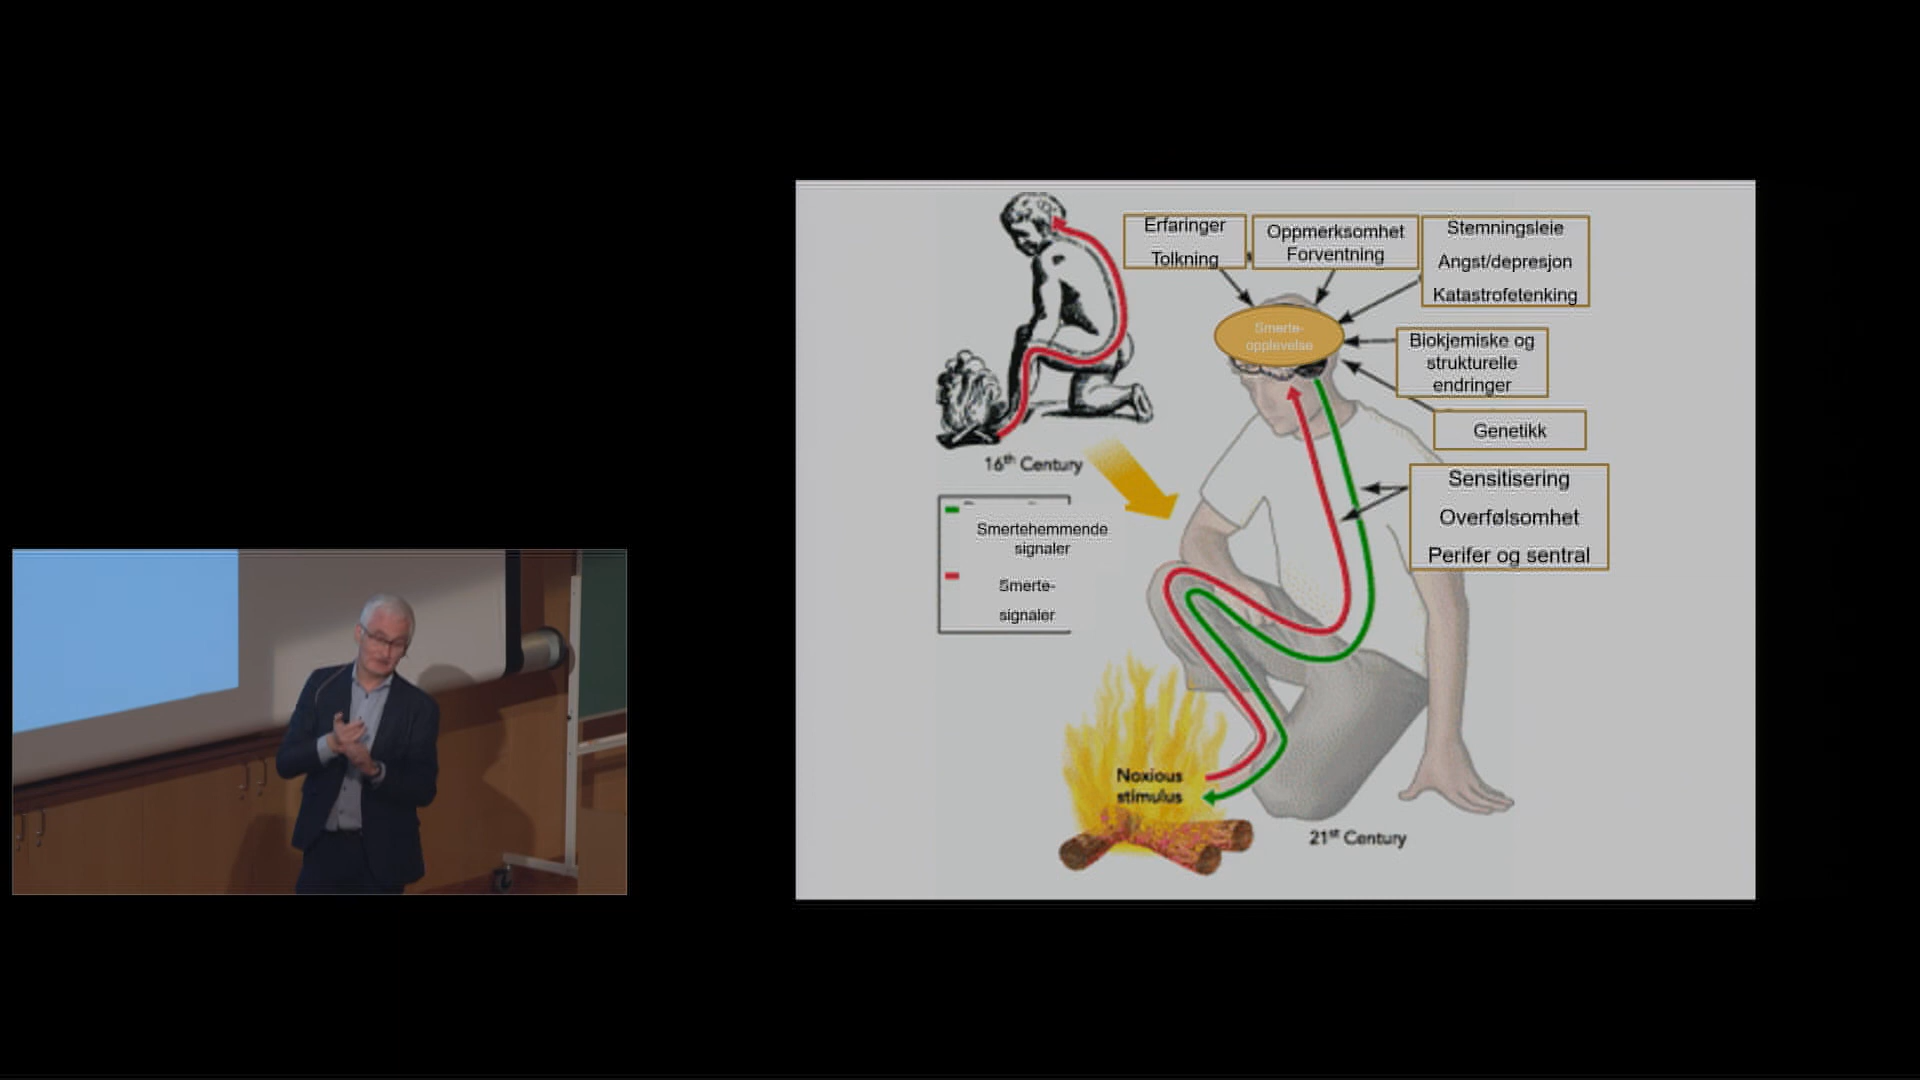 Erfaringer
Tolkning
Oppmerksomhet
Forventning
Stemningsleie
Angst/depresjon
Katastrofetenking
Smerte-
opplevelse
Biokjemiske og
strukturelle
endringer
Genetikk
Sensitisering
Overfølsomhet
Perifer og sentral
16th Century
Smertehemmende
signaler
Smerte-
signaler
Noxious
stimulus
21st Century